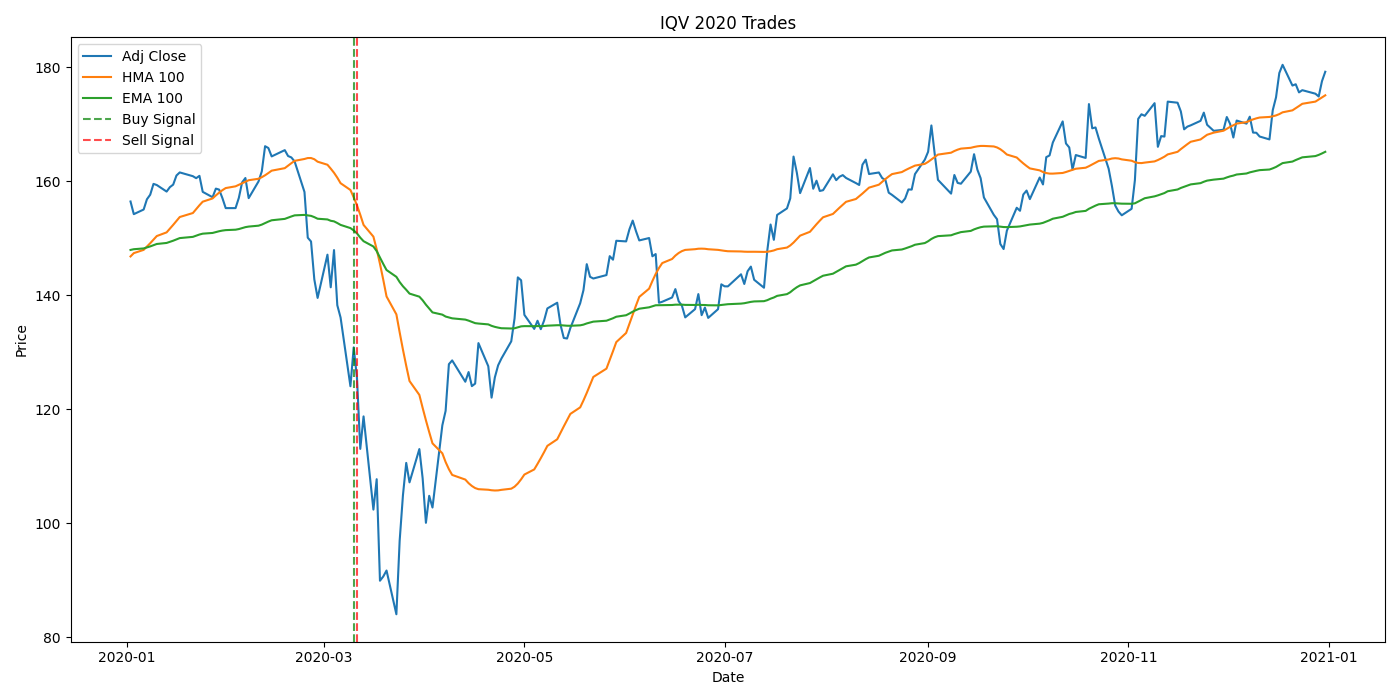 IQV 2020 Trades
Adj Close
HMA 100
EMA 100
Buy Signal
Sell Signal
Price
180
160
140
120
100
80
2020-01
2020-03
2020-05
2020-07
2020-09
2020-11
2021-01
Date